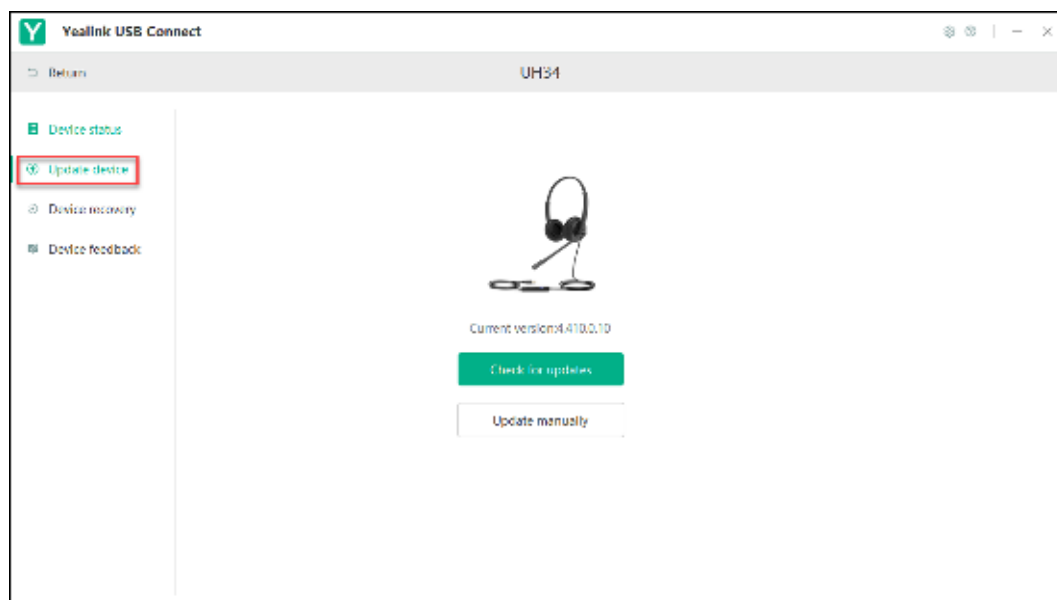 Y
Yealink USB Connect
Return
UH34
Device status
Update device
Device recovery
Device feedback
Current version:4.410.0.10
Check for updates
Update manually